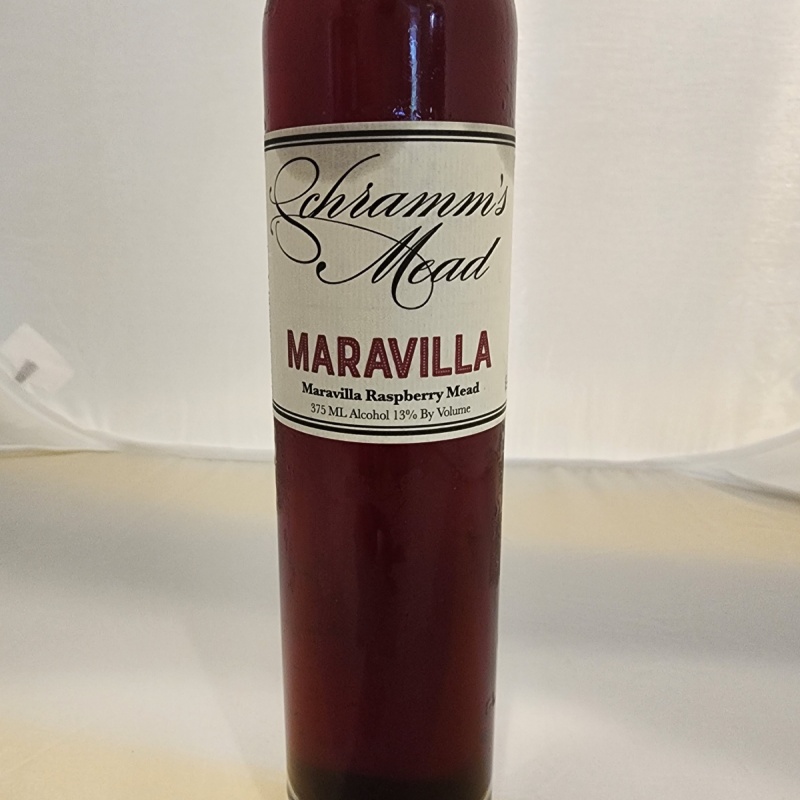 Schramm's
Mead
MARAVILLA
Maravilla Raspberry Mead
375 ML Alcohol 13% By Volume